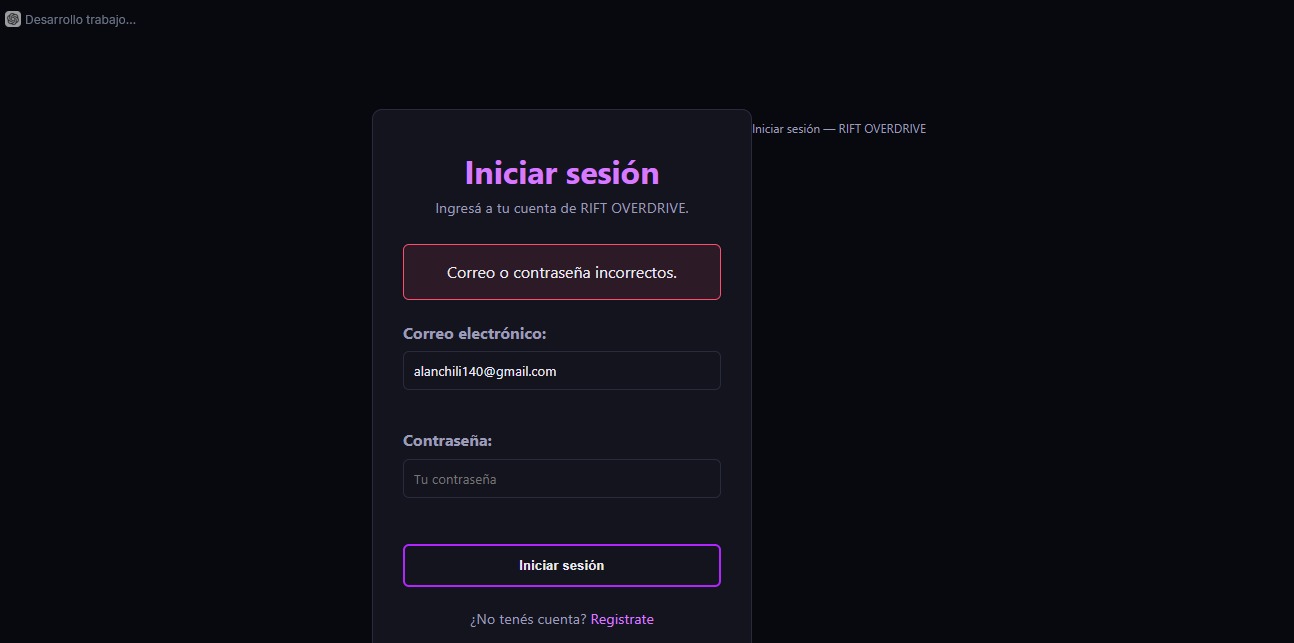 Desarrollo trabajo...
Iniciar sesión — RIFT OVERDRIVE
Iniciar sesión
Ingresá a tu cuenta de RIFT OVERDRIVE.
Correo o contraseña incorrectos.
Correo electrónico:
alanchili140@gmail.com
Contraseña:
Tu contraseña
Iniciar sesión
¿No tenés cuenta? Registrate